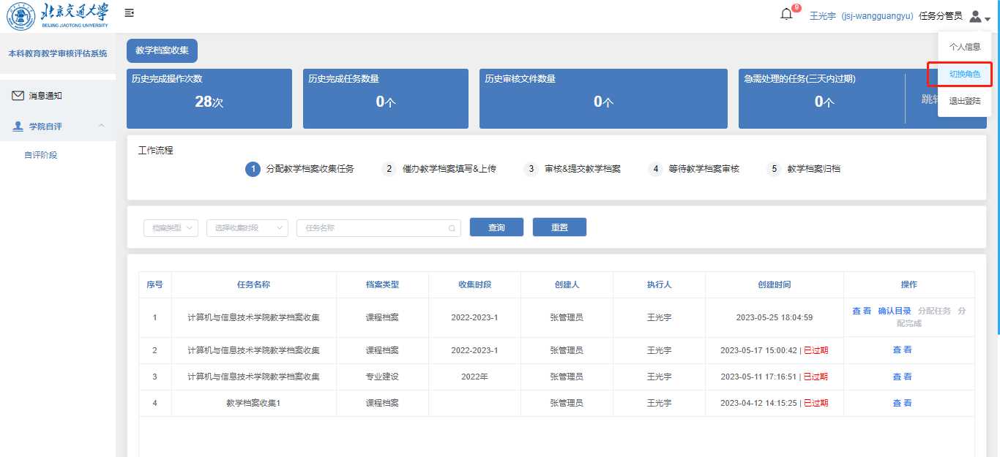 北京交通大学
BEIJING JIAOTONG UNIVERSITY
9
王光宇 (jsj-wangguangyu) 任务分管员
个人信息
切换角色
退出登陆
本科教育教学审核评估系统
消息通知
学院自评
自评阶段
教学档案收集
历史完成操作次数
28次
历史完成任务数量
0个
历史审核文件数量
0个
急需处理的任务(三天内过期)
0个
跳转
工作流程
1 分配教学档案收集任务 2 催办教学档案填写&上传 3 审核&提交教学档案 4 等待教学档案审核 5 教学档案归档
档案类型 选择收集时段 任务名称 查询 重置
序号 任务名称 档案类型 收集时段 创建人 执行人 创建时间 操作
1 计算机与信息技术学院教学档案收集 课程档案 2022-2023-1 张管理员 王光宇 2023-05-25 18:04:59 查 看 确认目录 分配任务 分
配完成
2 计算机与信息技术学院教学档案收集 课程档案 2022-2023-1 张管理员 王光宇 2023-05-17 15:00:42 | 已过期 查 看
3 计算机与信息技术学院教学档案收集 专业建设 2022年 张管理员 王光宇 2023-05-11 17:16:51 | 已过期 查 看
4 教学档案收集1 课程档案 张管理员 王光宇 2023-04-12 14:15:25 | 已过期 查 看